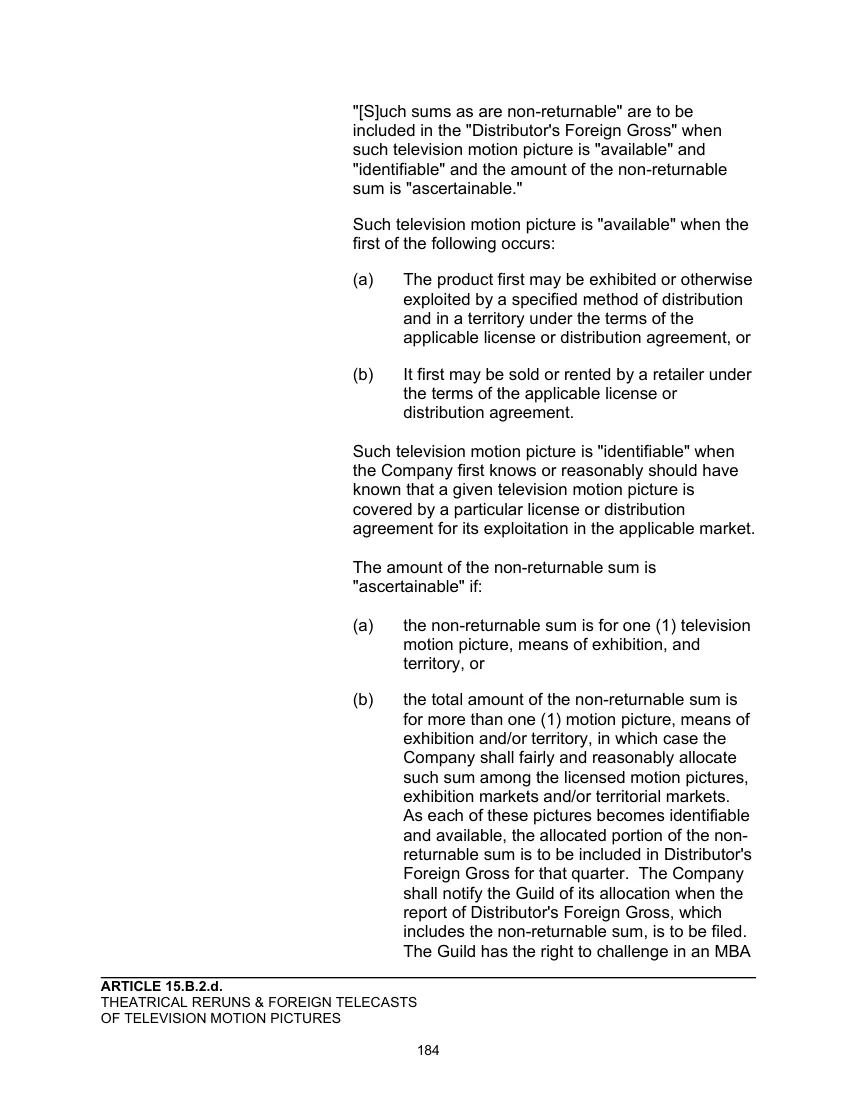 "[S]uch sums as are non-returnable" are to be
included in the "Distributor's Foreign Gross" when
such television motion picture is "available" and
"identifiable" and the amount of the non-returnable
sum is "ascertainable."
Such television motion picture is "available" when the
first of the following occurs:
(a) The product first may be exhibited or otherwise
exploited by a specified method of distribution
and in a territory under the terms of the
applicable license or distribution agreement, or
(b) It first may be sold or rented by a retailer under
the terms of the applicable license or
distribution agreement.
Such television motion picture is "identifiable" when
the Company first knows or reasonably should have
known that a given television motion picture is
covered by a particular license or distribution
agreement for its exploitation in the applicable market.
The amount of the non-returnable sum is
"ascertainable" if:
(a) the non-returnable sum is for one (1) television
motion picture, means of exhibition, and
territory, or
(b) the total amount of the non-returnable sum is
for more than one (1) motion picture, means of
exhibition and/or territory, in which case the
Company shall fairly and reasonably allocate
such sum among the licensed motion pictures,
exhibition markets and/or territorial markets.
As each of these pictures becomes identifiable
and available, the allocated portion of the non-
returnable sum is to be included in Distributor's
Foreign Gross for that quarter.  The Company
shall notify the Guild of its allocation when the
report of Distributor's Foreign Gross, which
includes the non-returnable sum, is to be filed.
The Guild has the right to challenge in an MBA
ARTICLE 15.B.2.d.
THEATRICAL RERUNS & FOREIGN TELECASTS
OF TELEVISION MOTION PICTURES
184